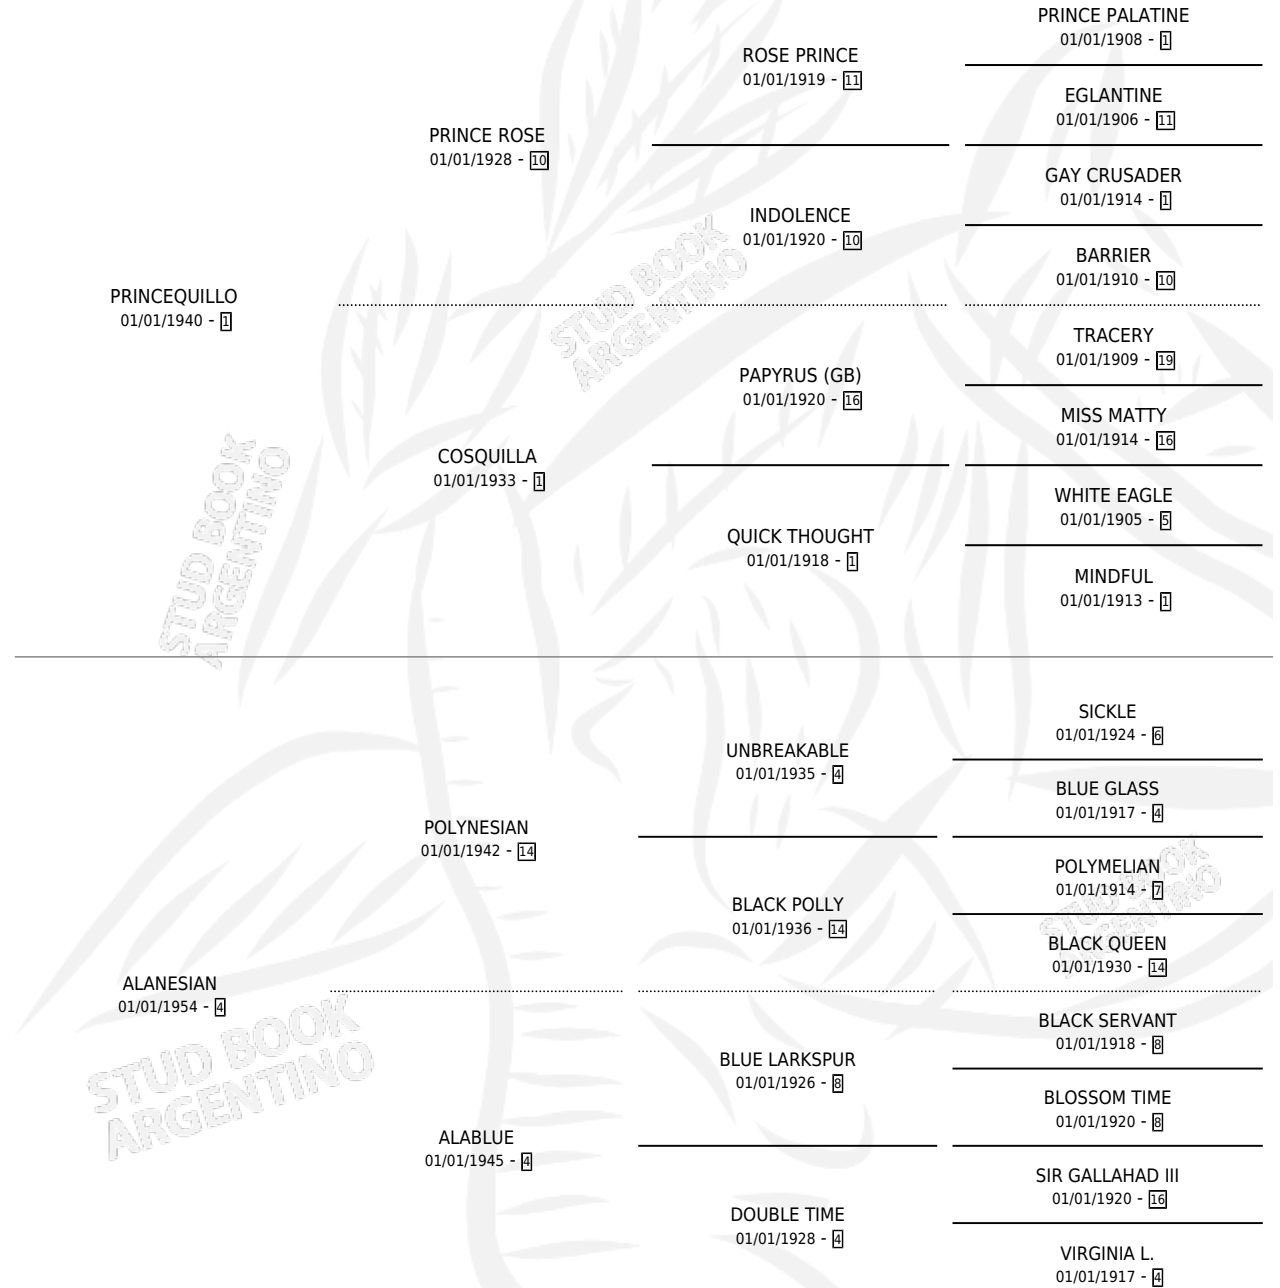 PRINCE PALATINE
01/01/1908 - 1
ROSE PRINCE
01/01/1919 - 11
EGLANTINE
01/01/1906 - 11
PRINCE ROSE
01/01/1928 - 10
GAY CRUSADER
01/01/1914 - 1
INDOLENCE
01/01/1920 - 10
BARRIER
01/01/1910 - 10
PRINCEQUILLO
01/01/1940 - 1
TRACERY
01/01/1909 - 19
PAPYRUS (GB)
01/01/1920 - 16
MISS MATTY
01/01/1914 - 16
COSQUILLA
01/01/1933 - 1
WHITE EAGLE
01/01/1905 - 5
QUICK THOUGHT
01/01/1918 - 1
MINDFUL
01/01/1913 - 1
STUD BOOK
ARGENTINO
STUD BOOK
ARGENTINO
SICKLE
01/01/1924 - 6
UNBREAKABLE
01/01/1935 - 4
BLUE GLASS
01/01/1917 - 4
POLYNESIAN
01/01/1942 - 14
POLYMELIAN
01/01/1914 - 7
BLACK POLLY
01/01/1936 - 14
BLACK QUEEN
01/01/1930 - 14
ALANESIAN
01/01/1954 - 4
BLACK SERVANT
01/01/1918 - 8
BLUE LARKSPUR
01/01/1926 - 8
BLOSSOM TIME
01/01/1920 - 8
ALABLUE
01/01/1945 - 4
SIR GALLAHAD III
01/01/1920 - 16
DOUBLE TIME
01/01/1928 - 4
VIRGINIA L.
01/01/1917 - 4
STUD BOOK
ARGENTINO
STUD BOOK
ARGENTINO